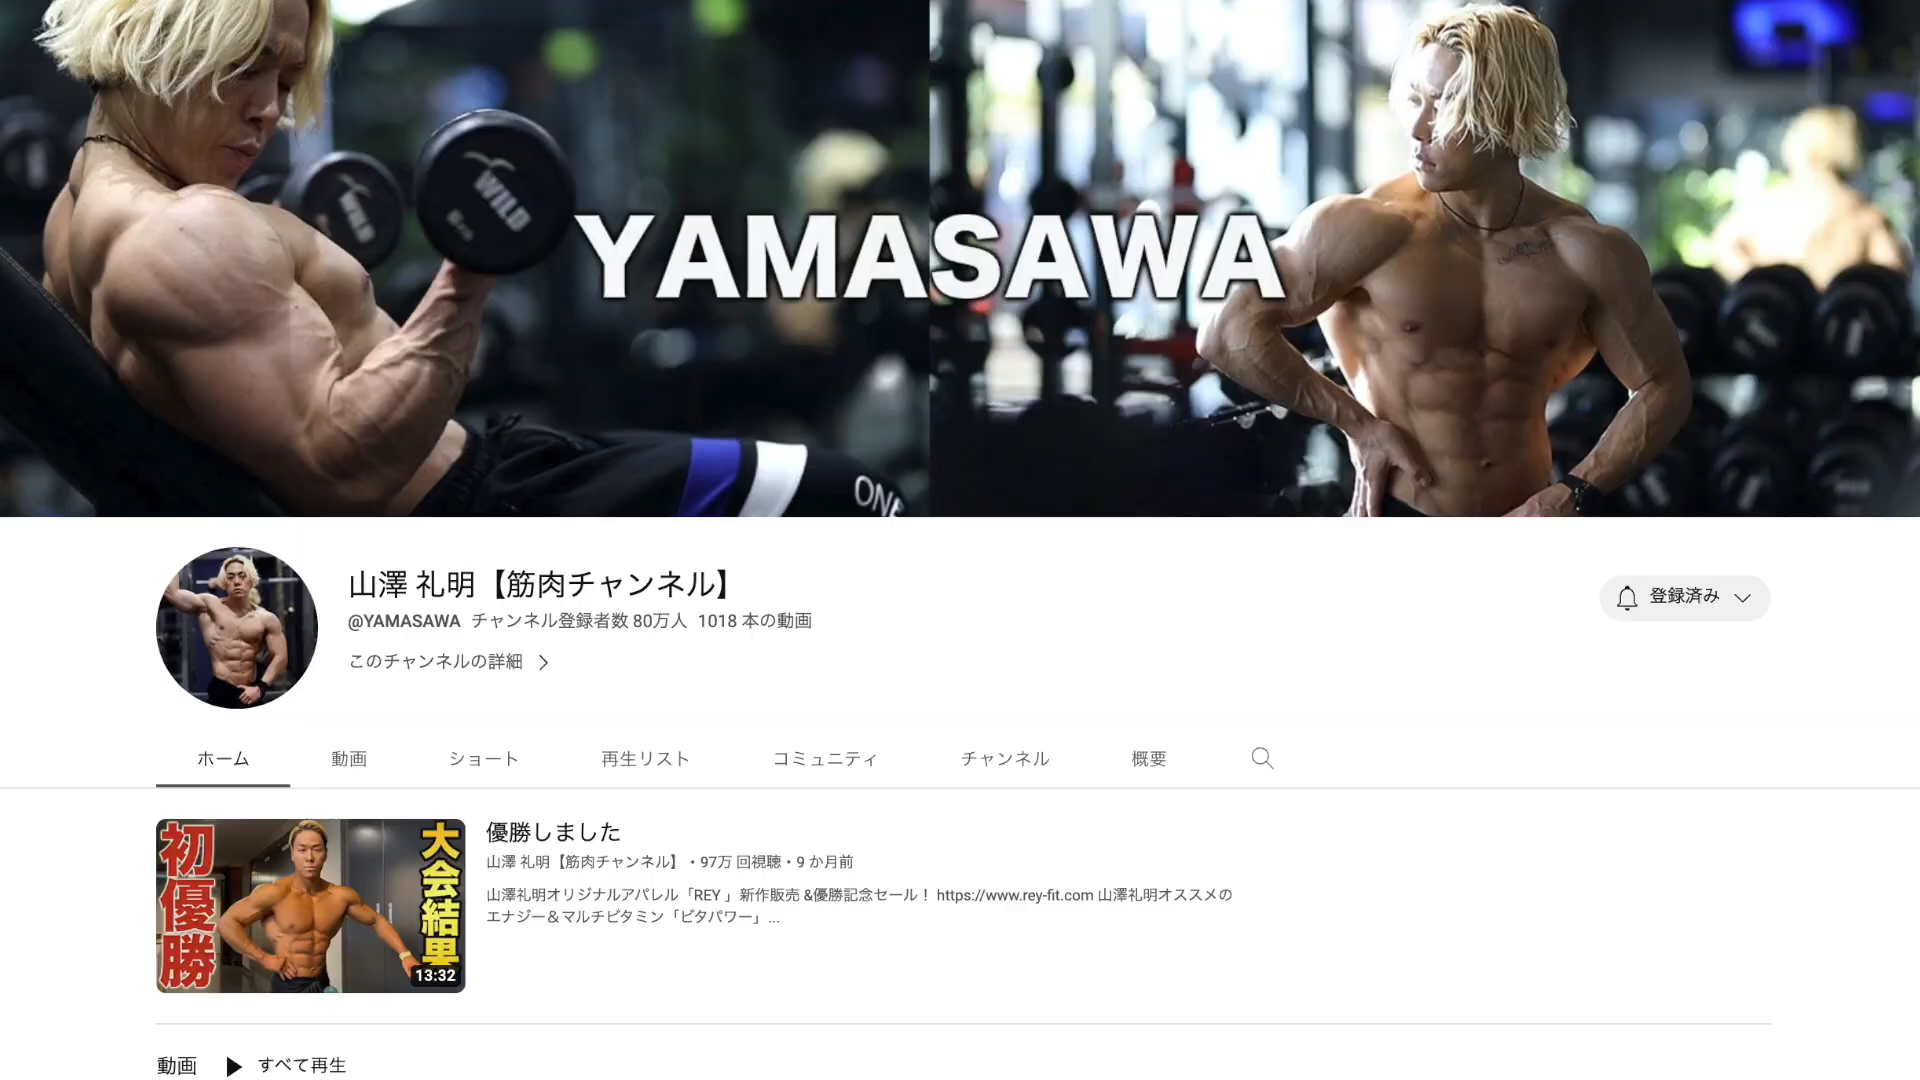 WILD
WILD
YAMASAWA
ONE
山澤 礼明【筋肉チャンネル】
@YAMASAWA チャンネル登録者数 80万人 1018 本の動画
このチャンネルの詳細
登録済み
ホーム 動画 ショート 再生リスト コミュニティ チャンネル 概要
初優勝
大会結果
13:32
優勝しました
山澤 礼明【筋肉チャンネル】・97万 回視聴・9 か月前
山澤礼明オリジナルアパレル「REY 」新作販売 &優勝記念セール！ https://www.rey-fit.com 山澤礼明オススメの
エナジー＆マルチビタミン「ビタパワー」...
動画 すべて再生